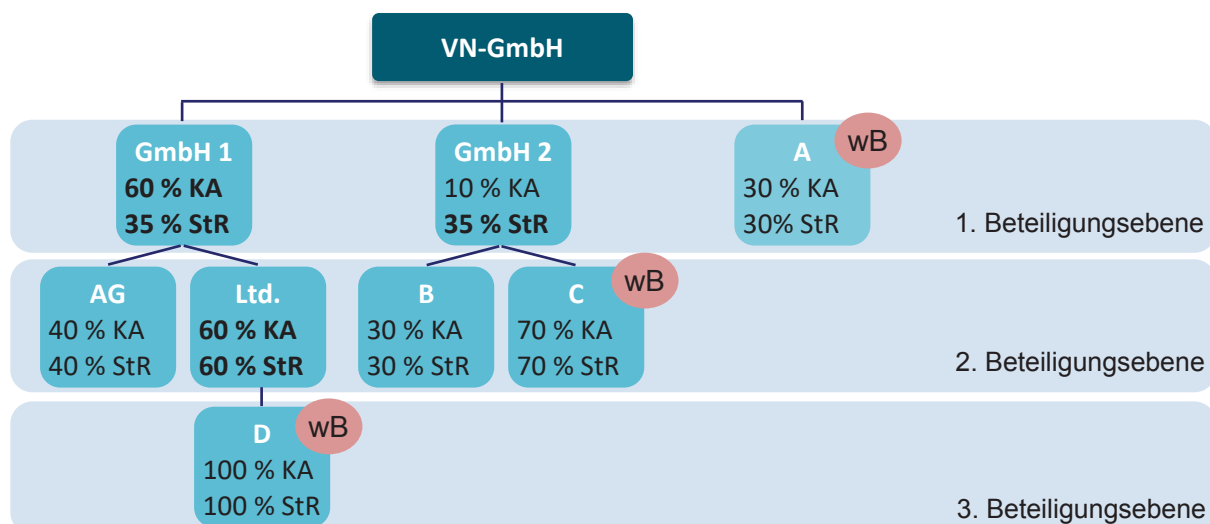 VN-GmbH
GmbH 1
60 % KA
35 % StR
GmbH 2
10 % KA
35 % StR
A
wB
30 % KA
30% StR
1. Beteiligungsebene
AG
40 % KA
40 % StR
Ltd.
60 % KA
60 % StR
B
30 % KA
30 % StR
C
wB
70 % KA
70 % StR
2. Beteiligungsebene
D
wB
100 % KA
100 % StR
3. Beteiligungsebene